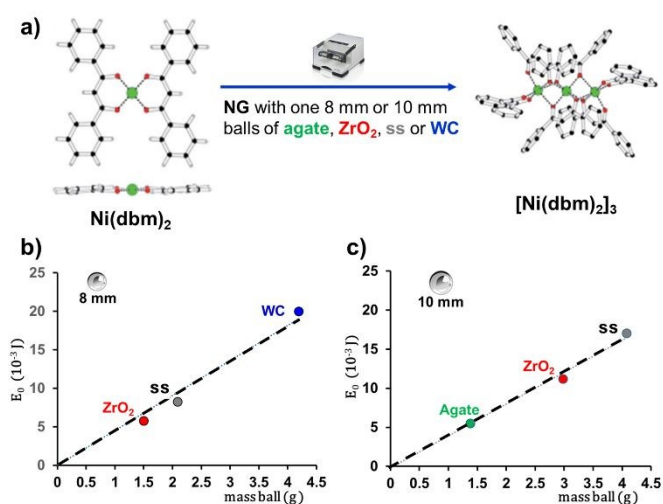 a)
NG with one 8 mm or 10 mm
balls of agate, ZrO₂, ss or WC
Ni(dbm)₂
[Ni(dbm)₂]₃
b)
8 mm
E₀ (10⁻³ J)
25
20
15
10
5
0
ZrO₂
ss
WC
0 0.5 1 1.5 2 2.5 3 3.5 4 4.5
mass ball (g)
c)
10 mm
E₀ (10⁻³ J)
25
20
15
10
5
0
Agate
ZrO₂
ss
0 0.5 1 1.5 2 2.5 3 3.5 4 4.5
mass ball (g)